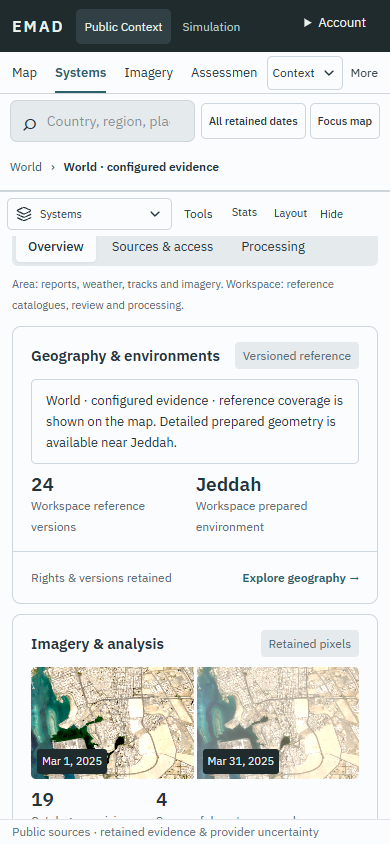 EMAD
Public Context
Simulation
Account
Map
Systems
Imagery
Assessmen
Context
More
Country, region, pla
All retained dates
Focus map
World › World · configured evidence
Systems
Tools
Stats
Layout
Hide
Overview
Sources & access
Processing
Area: reports, weather, tracks and imagery. Workspace: reference
catalogues, review and processing.
Geography & environments
Versioned reference
World · configured evidence · reference coverage is
shown on the map. Detailed prepared geometry is
available near Jeddah.
24
Workspace reference
versions
Jeddah
Workspace prepared
environment
Rights & versions retained
Explore geography →
Imagery & analysis
Retained pixels
Mar 1, 2025
Mar 31, 2025
19
4
Public sources · retained evidence & provider uncertainty